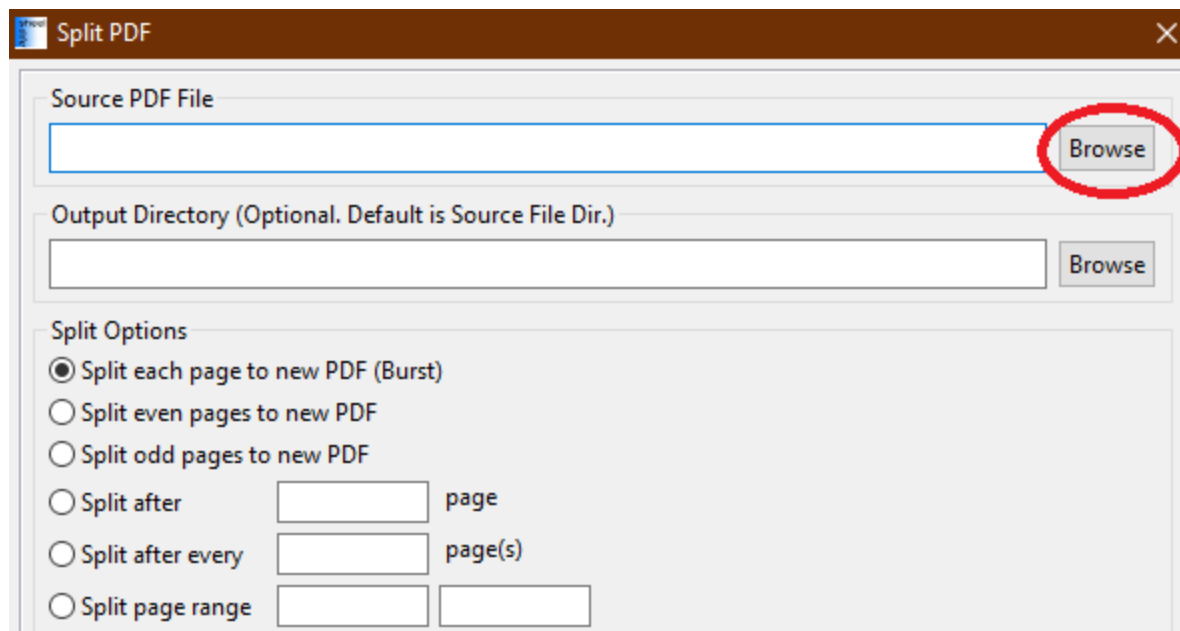 Split PDF
Source PDF File
Browse
Output Directory (Optional. Default is Source File Dir.)
Browse
Split Options
Split each page to new PDF (Burst)
Split even pages to new PDF
Split odd pages to new PDF
Split after page
Split after every page(s)
Split page range